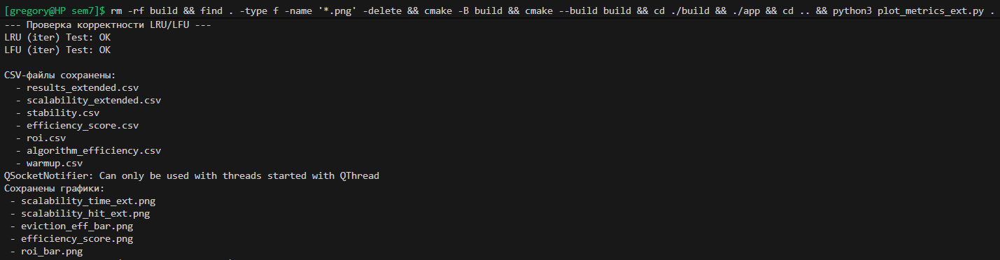 [gregory@HP sem7]$ rm -rf build && find . -type f -name '*.png' -delete && cmake -B build && cmake --build build && cd ./build && ./app && cd .. && python3 plot_metrics_ext.py .
--- Проверка корректности LRU/LFU ---
LRU (iter) Test: OK
LFU (iter) Test: OK
CSV-файлы сохранены:
- results_extended.csv
- scalability_extended.csv
- stability.csv
- efficiency_score.csv
- roi.csv
- algorithm_efficiency.csv
- warmup.csv
QSocketNotifier: Can only be used with threads started with QThread
Сохранены графики:
- scalability_time_ext.png
- scalability_hit_ext.png
- eviction_eff_bar.png
- efficiency_score.png
- roi_bar.png